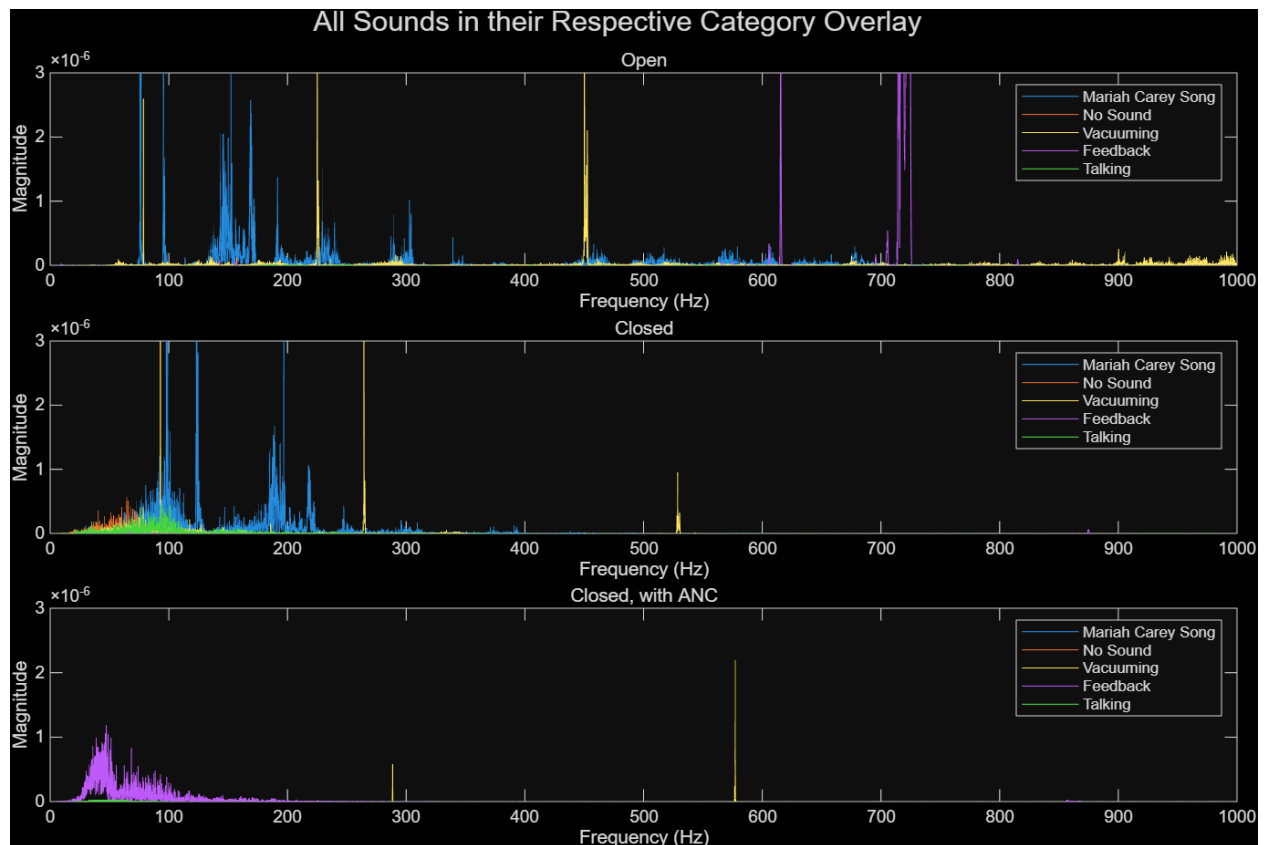 All Sounds in their Respective Category Overlay
×10⁻⁶
Open
3
2
1
0
Magnitude
Mariah Carey Song
No Sound
Vacuuming
Feedback
Talking
0 100 200 300 400 500 600 700 800 900 1000
Frequency (Hz)
×10⁻⁶
Closed
3
2
1
0
Magnitude
Mariah Carey Song
No Sound
Vacuuming
Feedback
Talking
0 100 200 300 400 500 600 700 800 900 1000
Frequency (Hz)
×10⁻⁶
Closed, with ANC
3
2
1
0
Magnitude
Mariah Carey Song
No Sound
Vacuuming
Feedback
Talking
0 100 200 300 400 500 600 700 800 900 1000
Frequency (Hz)